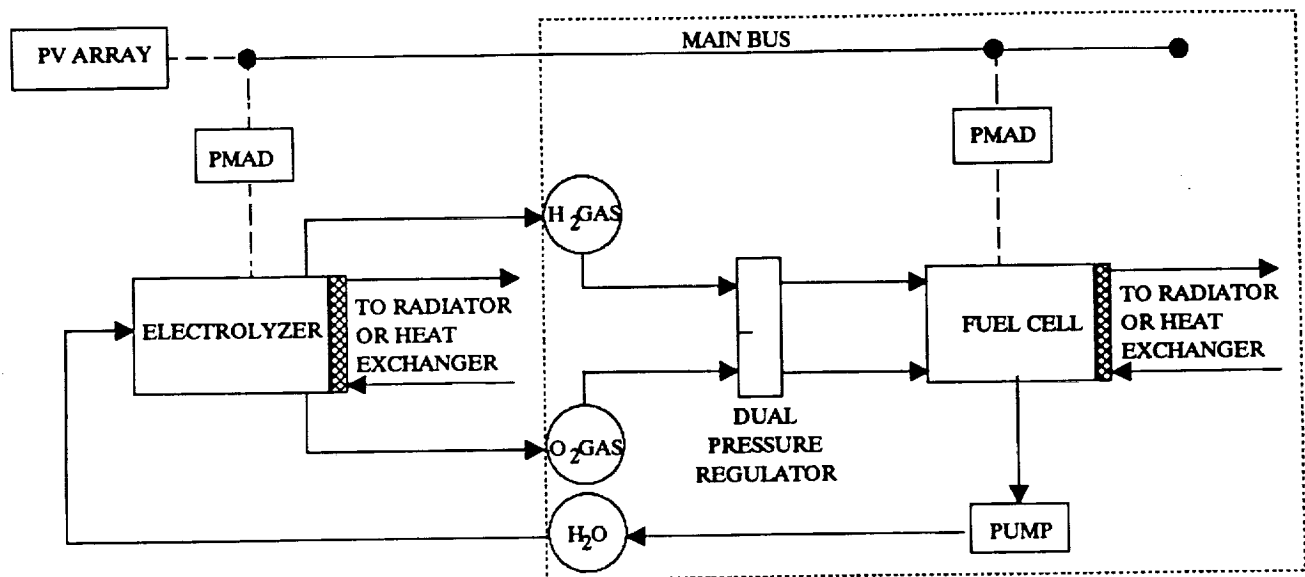 PV ARRAY
MAIN BUS
PMAD
PMAD
H2GAS
ELECTROLYZER
TO RADIATOR
OR HEAT
EXCHANGER
FUEL CELL
TO RADIATOR
OR HEAT
EXCHANGER
O2GAS
DUAL
PRESSURE
REGULATOR
H2O
PUMP